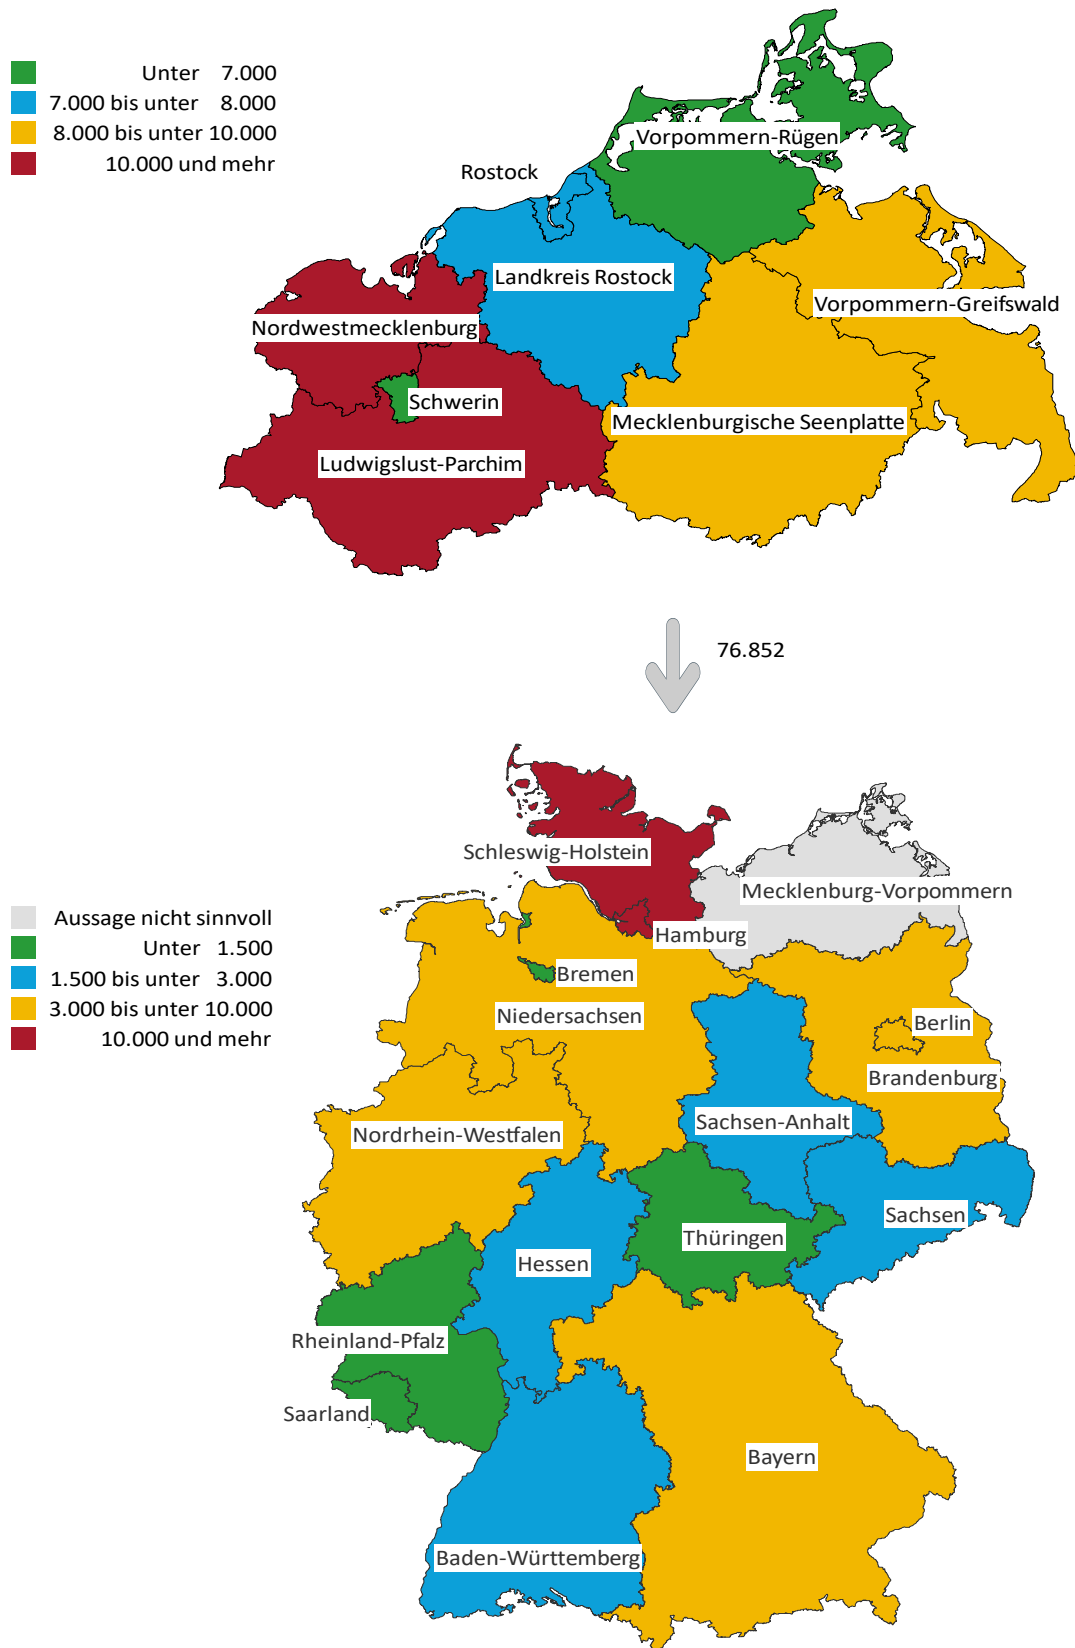 Unter 7.000
7.000 bis unter 8.000
8.000 bis unter 10.000
10.000 und mehr
Vorpommern-Rügen
Rostock
Landkreis Rostock
Vorpommern-Greifswald
Nordwestmecklenburg
Schwerin
Mecklenburgische Seenplatte
Ludwigslust-Parchim
76.852
Aussage nicht sinnvoll
Unter 1.500
1.500 bis unter 3.000
3.000 bis unter 10.000
10.000 und mehr
Schleswig-Holstein
Mecklenburg-Vorpommern
Hamburg
Bremen
Niedersachsen
Berlin
Brandenburg
Sachsen-Anhalt
Nordrhein-Westfalen
Sachsen
Thüringen
Hessen
Rheinland-Pfalz
Saarland
Bayern
Baden-Württemberg